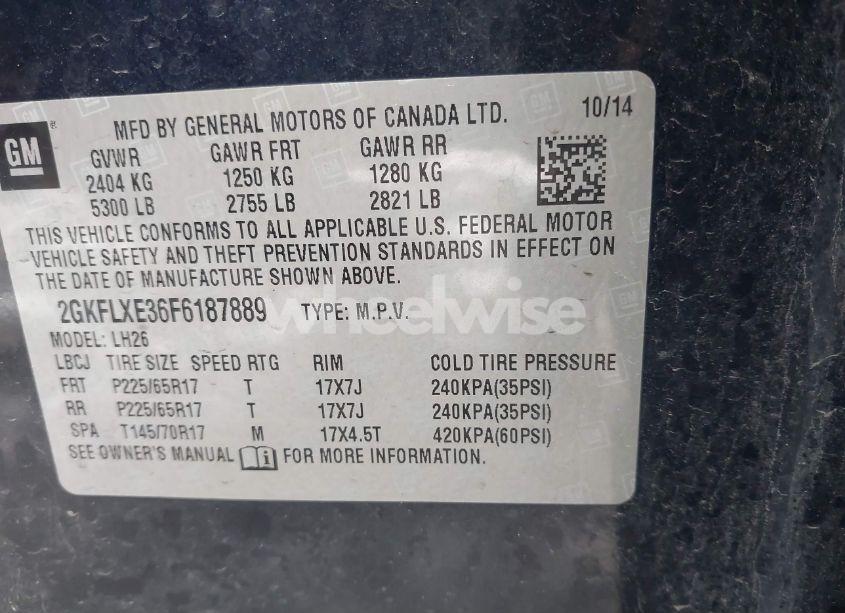 GM
MFD BY GENERAL MOTORS OF CANADA LTD. 10/14
GVWR GAWR FRT GAWR RR
2404 KG 1250 KG 1280 KG
5300 LB 2755 LB 2821 LB
THIS VEHICLE CONFORMS TO ALL APPLICABLE U.S. FEDERAL MOTOR
VEHICLE SAFETY AND THEFT PREVENTION STANDARDS IN EFFECT ON
THE DATE OF MANUFACTURE SHOWN ABOVE.
2GKFLXE36F6187889 TYPE: M.P.V.
wheelwise
MODEL: LH26
LBCJ TIRE SIZE SPEED RTG RIM COLD TIRE PRESSURE
FRT P225/65R17 T 17X7J 240KPA(35PSI)
RR P225/65R17 T 17X7J 240KPA(35PSI)
SPA T145/70R17 M 17X4.5T 420KPA(60PSI)
SEE OWNER'S MANUAL FOR MORE INFORMATION.